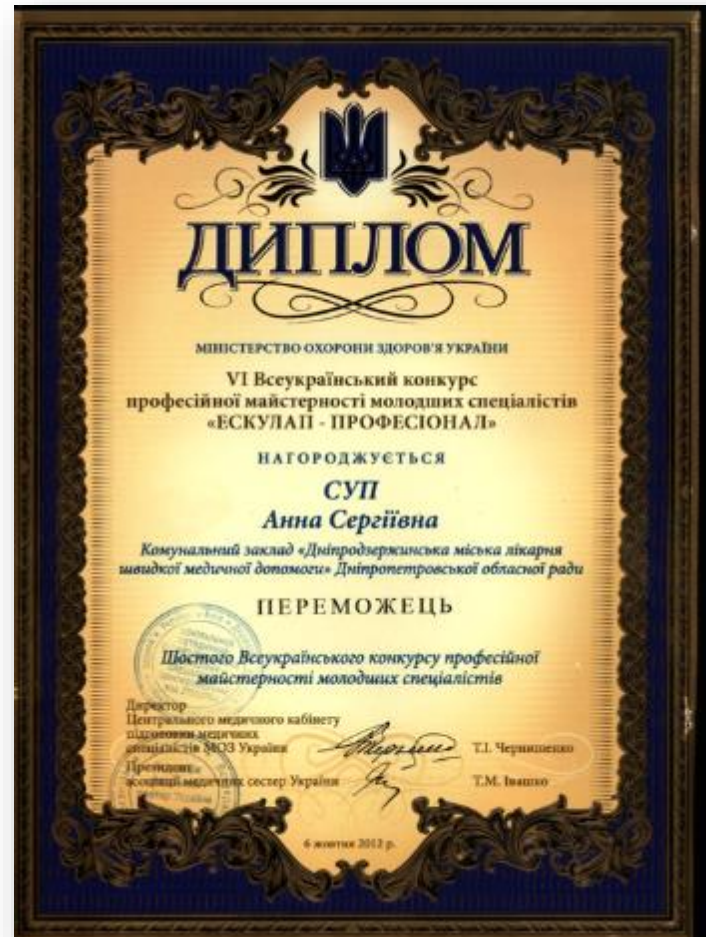 ДИПЛОМ
МІНІСТЕРСТВО ОХОРОНИ ЗДОРОВ'Я УКРАЇНИ
VI Всеукраїнський конкурс
професійної майстерності молодших спеціалістів
«ЕСКУЛАП - ПРОФЕСІОНАЛ»
НАГОРОДЖУЄТЬСЯ
СУП
Анна Сергіївна
Комунальний заклад «Дніпродзержинська міська лікарня
швидкої медичної допомоги» Дніпропетровської обласної ради
ПЕРЕМОЖЕЦЬ
Шостого Всеукраїнського конкурсу професійної
майстерності молодших спеціалістів
Директор
Центрального медичного кабінету
підготовки медичних
спеціалістів МОЗ України Т.І. Чернишенко
Президент
асоціації медичних сестер України Т.М. Івашко
6 жовтня 2012 р.